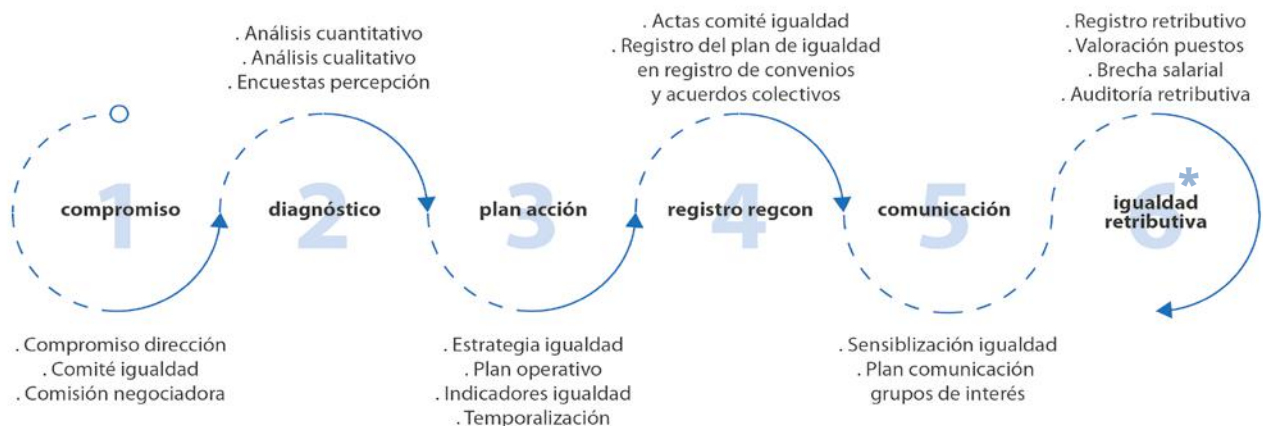 1
compromiso
. Compromiso dirección
. Comité igualdad
. Comisión negociadora
. Análisis cuantitativo
. Análisis cualitativo
. Encuestas percepción
2
diagnóstico
3
plan acción
. Estrategia igualdad
. Plan operativo
. Indicadores igualdad
. Temporalización
. Actas comité igualdad
. Registro del plan de igualdad
en registro de convenios
y acuerdos colectivos
4
registro regcon
5
comunicación
. Sensiblización igualdad
. Plan comunicación
grupos de interés
. Registro retributivo
. Valoración puestos
. Brecha salarial
. Auditoría retributiva
6*
igualdad
retributiva